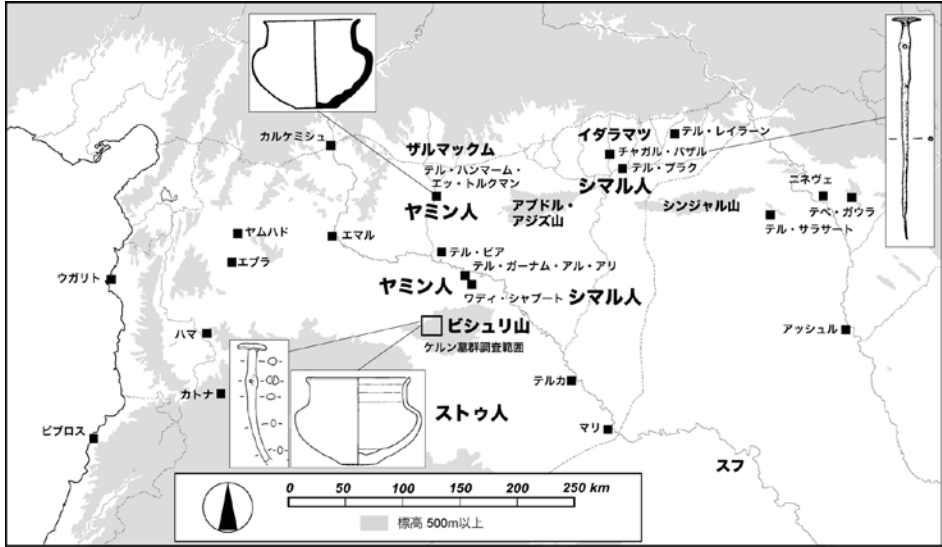 カルケミシュ
ザルマックム
イダラマツ
テル・レイラーン
チャガル・バザル
テル・ブラク
テル・ハンマーム・
エッ・トルクマン
ヤミン人
シマル人
アブドル・
アジズ山
シンジャル山
ニネヴェ
テペ・ガウラ
テル・サラサート
ヤムハド
エマル
エブラ
テル・ビア
テル・ガーナム・アル・アリ
ウガリト
ヤミン人
ワディ・シャブート
シマル人
ビシュリ山
ケルン墓群調査範囲
ハマ
アッシュル
カトナ
テルカ
ストゥ人
ビブロス
マリ
スフ
0 50 100 150 200 250 km
標高 500m以上